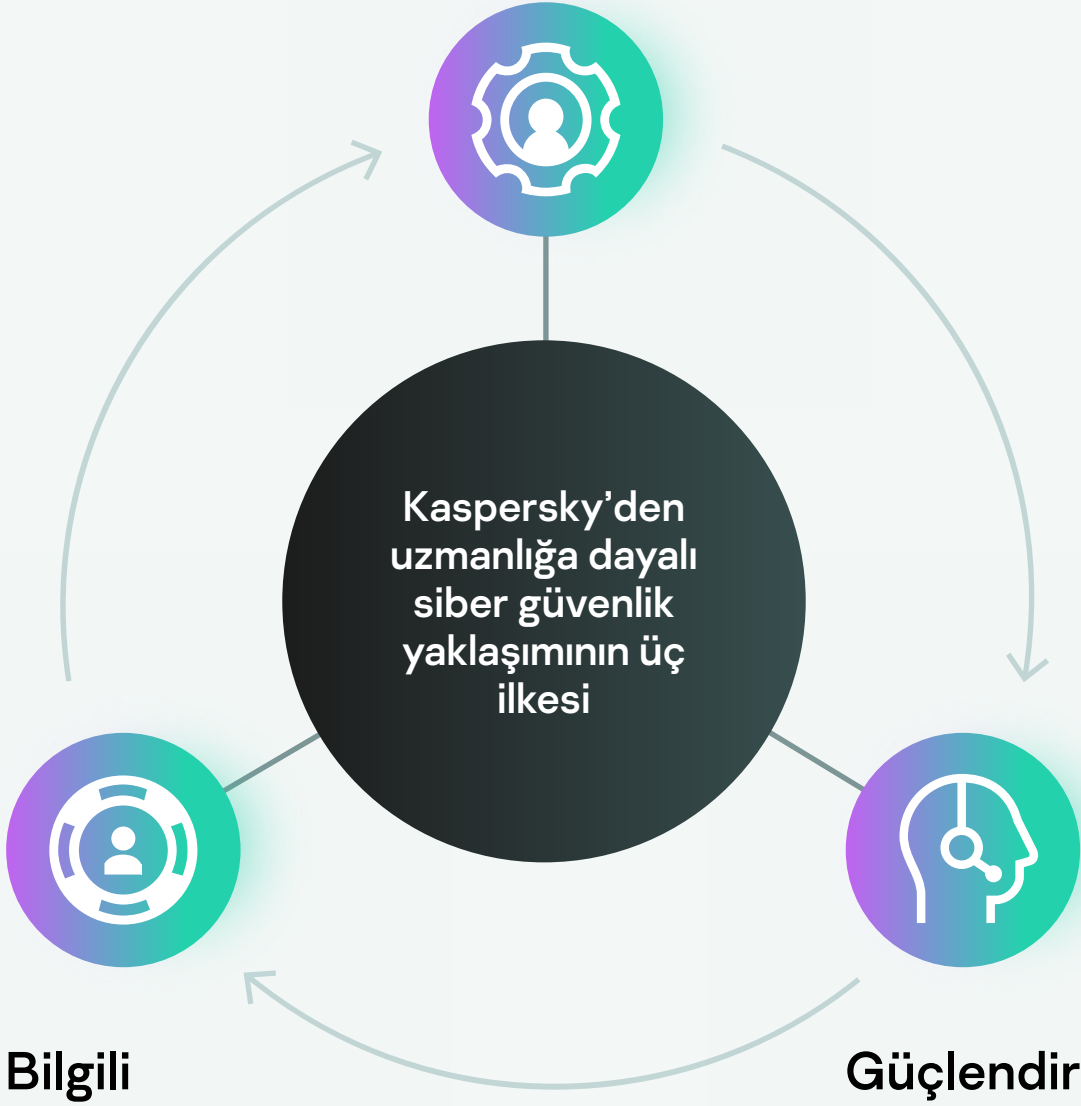 Kaspersky’den
uzmanlığa dayalı
siber güvenlik
yaklaşımının üç
ilkesi
Bilgili
Güçlendir